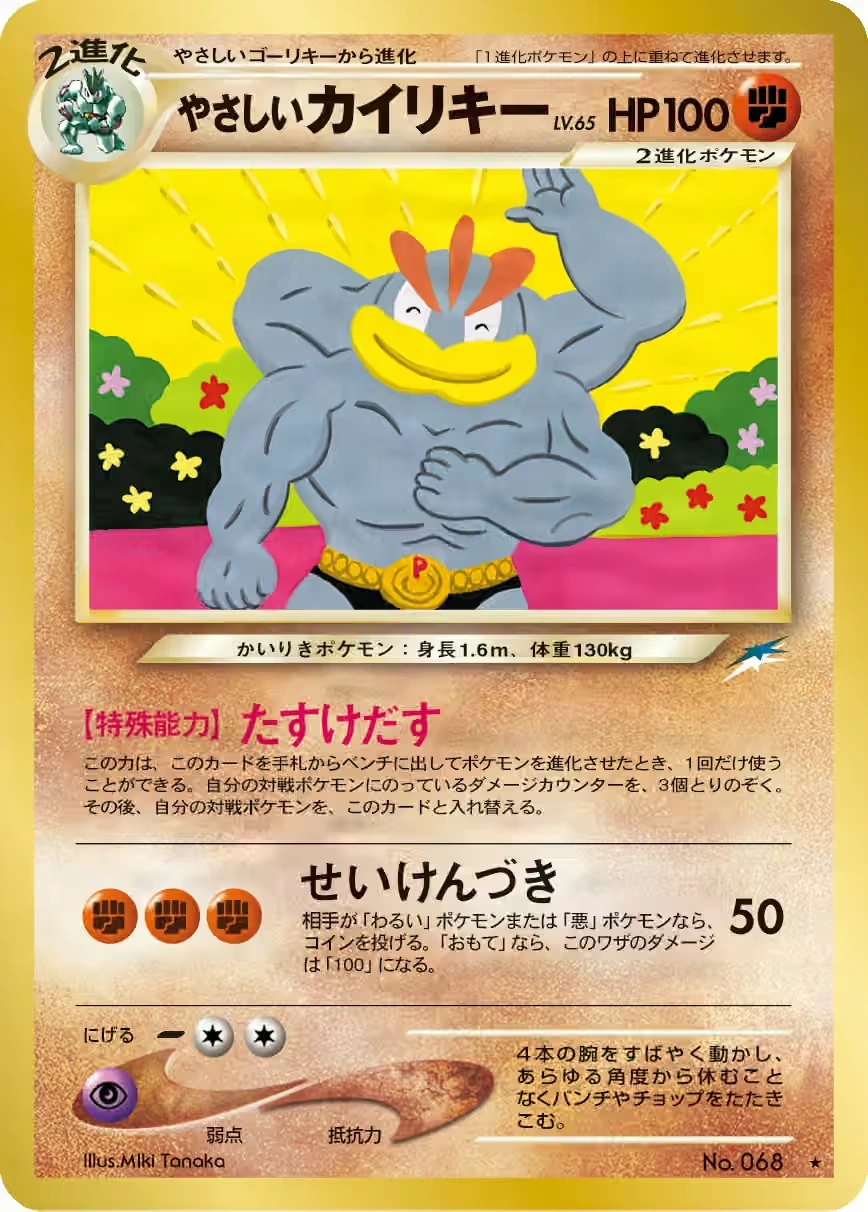 2進化
やさしいゴーリキーから進化
「1進化ポケモン」の上に重ねて進化させます。
やさしいカイリキー LV.65 HP100
2進化ポケモン
P
かいりきポケモン：身長1.6m、体重130kg
【特殊能力】たすけだす
この力は、このカードを手札からベンチに出してポケモンを進化させたとき、1回だけ使う
ことができる。自分の対戦ポケモンにのっているダメージカウンターを、3個とりのぞく。
その後、自分の対戦ポケモンを、このカードと入れ替える。
せいけんづき
相手が「わるい」ポケモンまたは「悪」ポケモンなら、
コインを投げる。「おもて」なら、このワザのダメージ
は「100」になる。
50
にげる
弱点
抵抗力
4本の腕をすばやく動かし、
あらゆる角度から休むこと
なくパンチやチョップをたたき
こむ。
Illus.Miki Tanaka
No. 068 ★